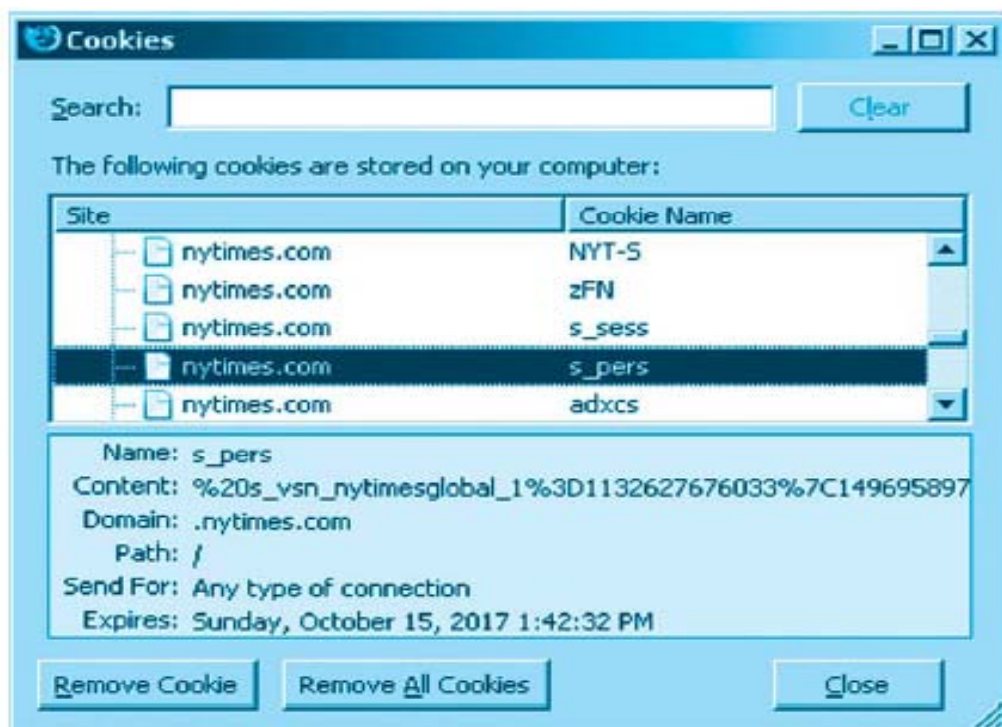 Cookies
Search: Clear
The following cookies are stored on your computer:
Site Cookie Name
nytimes.com NYT-S
nytimes.com zFN
nytimes.com s_sess
nytimes.com s_pers
nytimes.com adxcs
Name: s_pers
Content: %20s_vsn_nytimesglobal_1%3D1132627676033%7C149695897
Domain: .nytimes.com
Path: /
Send For: Any type of connection
Expires: Sunday, October 15, 2017 1:42:32 PM
Remove Cookie Remove All Cookies Close